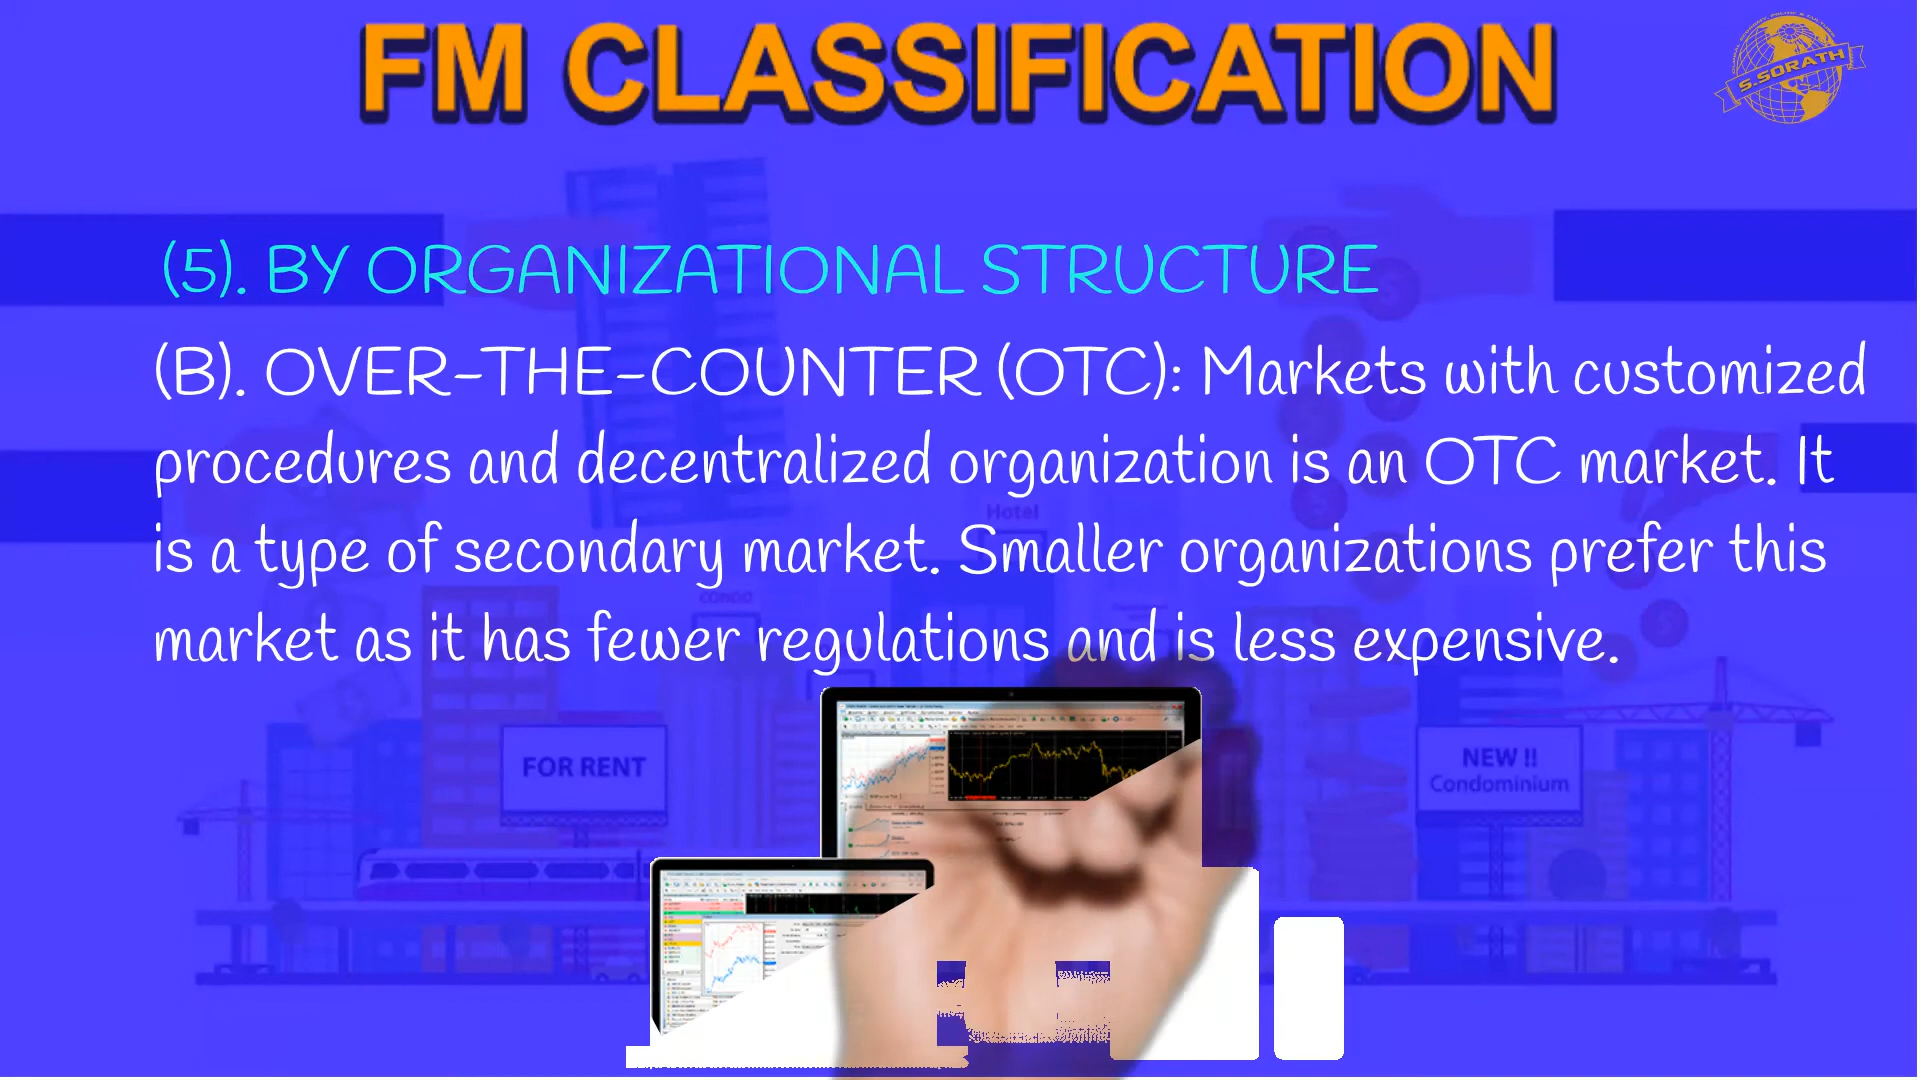 FM CLASSIFICATION
S.SORATH
(5). BY ORGANIZATIONAL STRUCTURE
(B). OVER-THE-COUNTER (OTC): Markets with customized
procedures and decentralized organization is an OTC market. It
is a type of secondary market. Smaller organizations prefer this
market as it has fewer regulations and is less expensive.
Hotel
CONDO
FOR RENT
NEW !!
Condominium